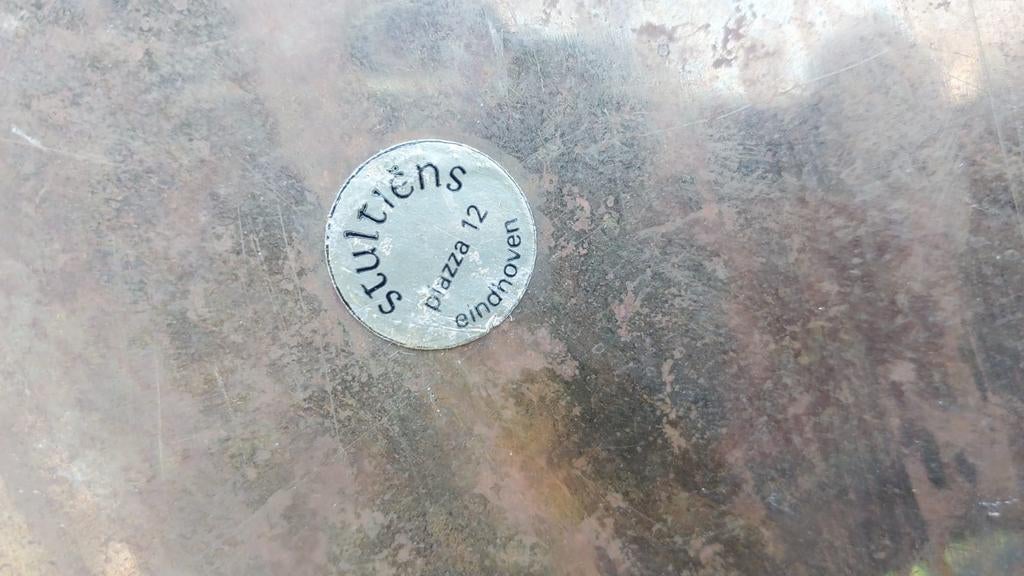 stultiëns
piazza 12
eindhoven